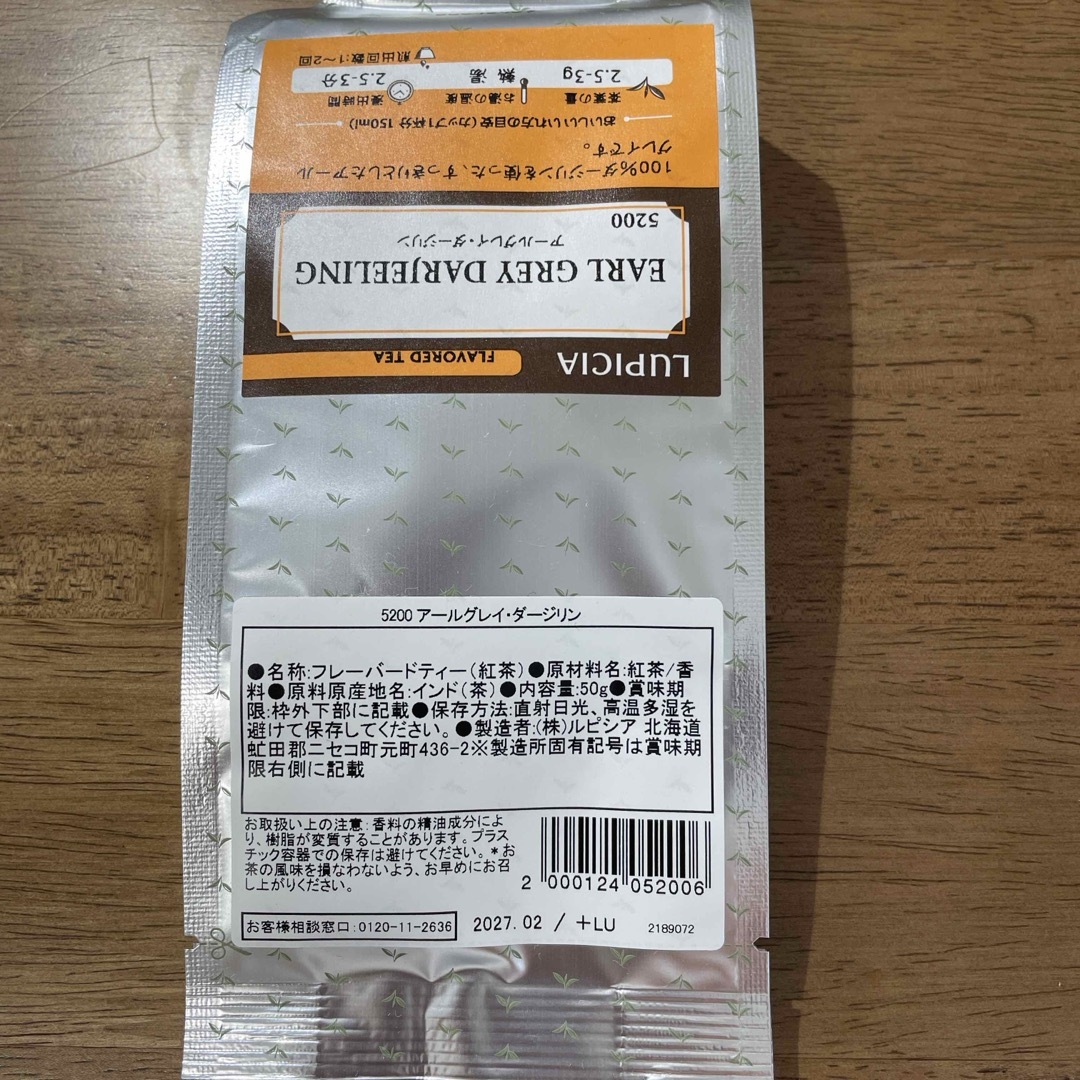 LUPICIA
FLAVORED TEA
EARL GREY DARJEELING
アールグレイ・ダージリン
5200
100%ダージリンを使った、すっきりとしたアール
グレイです。
おいしいいれ方の目安(カップ1杯分 150ml)
茶葉の量 お湯の温度 浸出時間
2.5-3g 熱湯 2.5-3分
煎出回数:1〜2回
5200 アールグレイ・ダージリン
●名称:フレーバードティー(紅茶)●原材料名:紅茶/香
料●原料原産地名:インド(茶)●内容量:50g●賞味期
限:枠外下部に記載●保存方法:直射日光、高温多湿を
避けて保存してください。●製造者:(株)ルピシア 北海道
虻田郡ニセコ町元町436-2※製造所固有記号は賞味期
限右側に記載
お取扱い上の注意:香料の精油成分によ
り、樹脂が変質することがあります。プラス
チック容器での保存は避けてください。*お
茶の風味を損なわないよう、お早めにお召
し上がりください。
2 000124 052006
お客様相談窓口:0120-11-2636
2027.02 / +LU
2189072